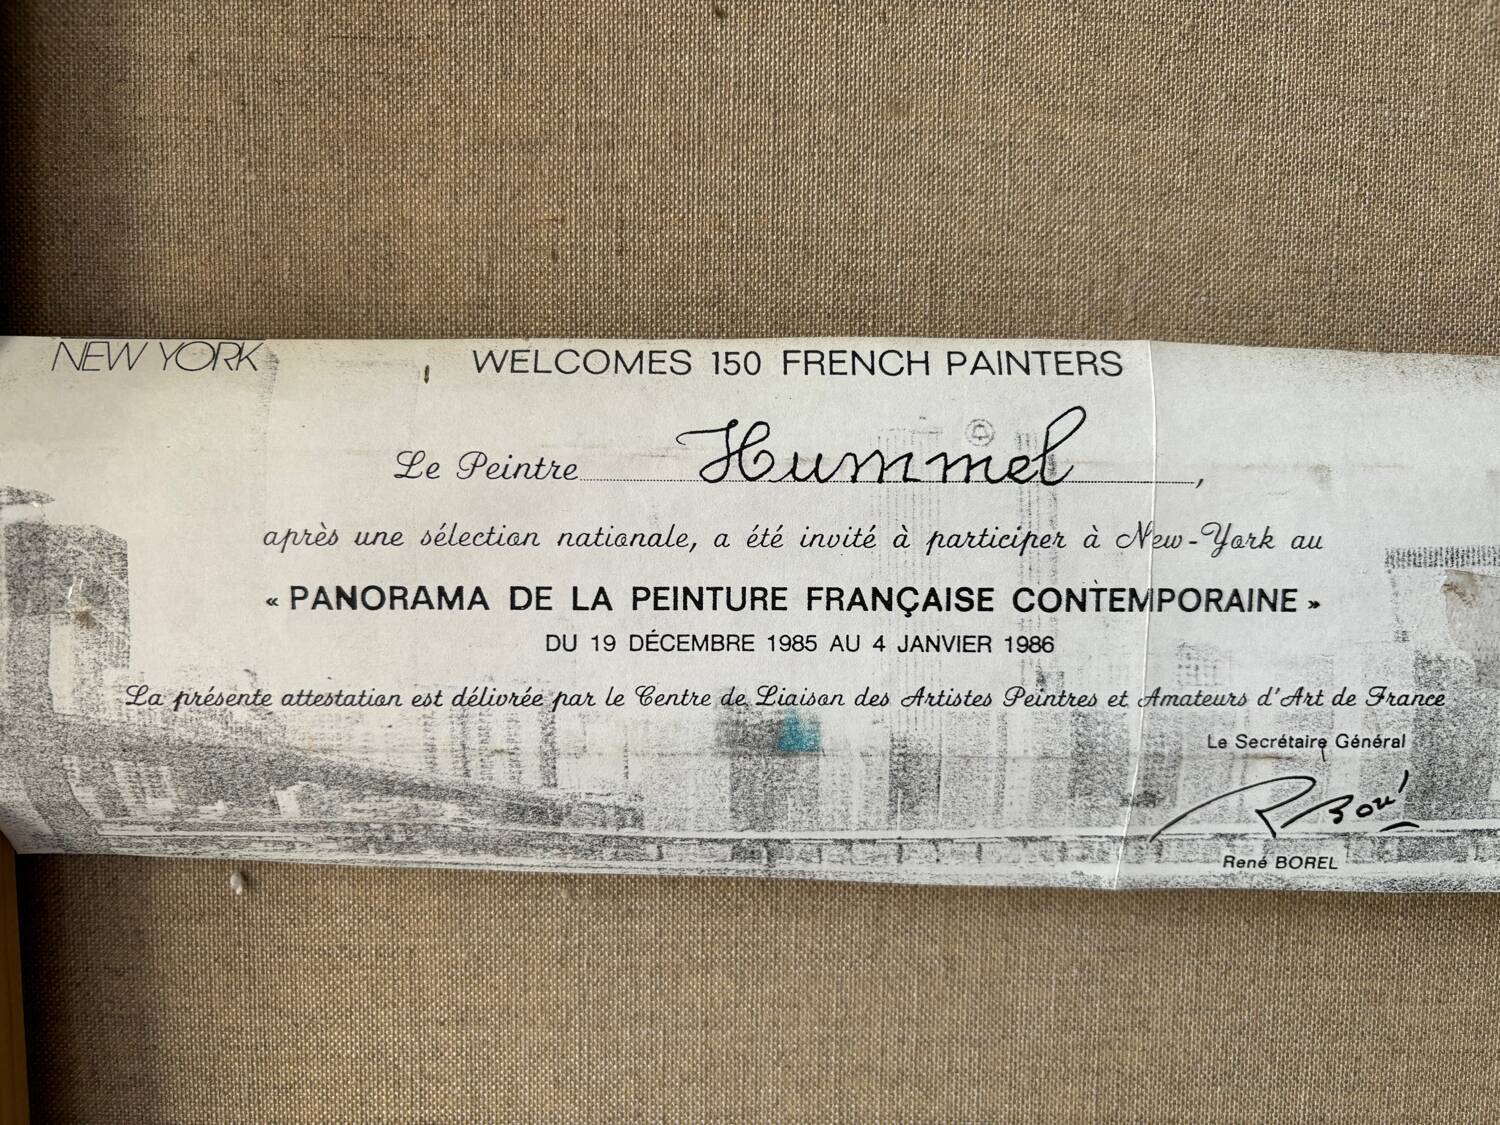 NEW YORK WELCOMES 150 FRENCH PAINTERS
Le Peintre Hummel,
après une sélection nationale, a été invité à participer à New-York au
« PANORAMA DE LA PEINTURE FRANÇAISE CONTEMPORAINE »
DU 19 DÉCEMBRE 1985 AU 4 JANVIER 1986
La présente attestation est délivrée par le Centre de Liaison des Artistes Peintres et Amateurs d'Art de France
Le Secrétaire Général
René BOREL